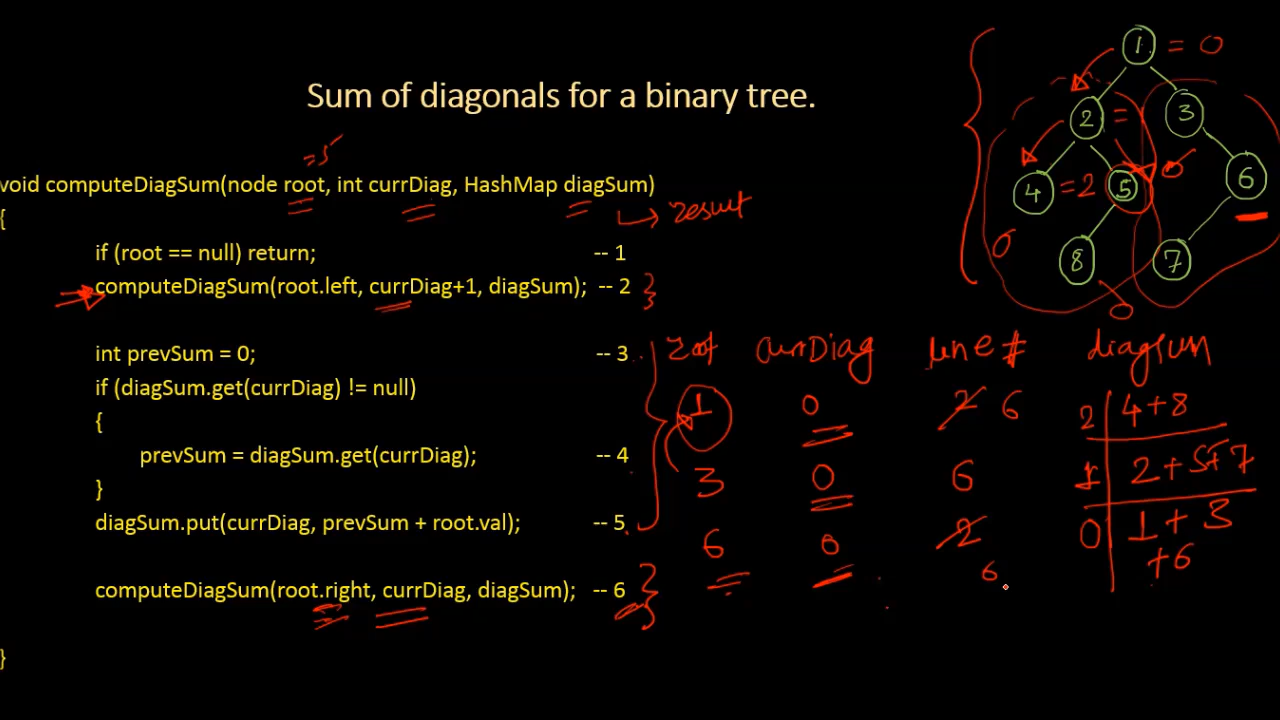 Sum of diagonals for a binary tree.
= 5
void computeDiagSum(node root, int currDiag, HashMap diagSum)
result
{
if (root == null) return; -- 1
computeDiagSum(root.left, currDiag+1, diagSum); -- 2
int prevSum = 0; -- 3
if (diagSum.get(currDiag) != null)
{
prevSum = diagSum.get(currDiag); -- 4
}
diagSum.put(currDiag, prevSum + root.val); -- 5
computeDiagSum(root.right, currDiag, diagSum); -- 6
}
1 = 0
2 = 3
4 = 2 5 6
8 7
root currDiag line # diagSum
1 0 2 6 2 4+8
3 0 6 1 2+5+7
6 0 2 0 1+3
6 +6